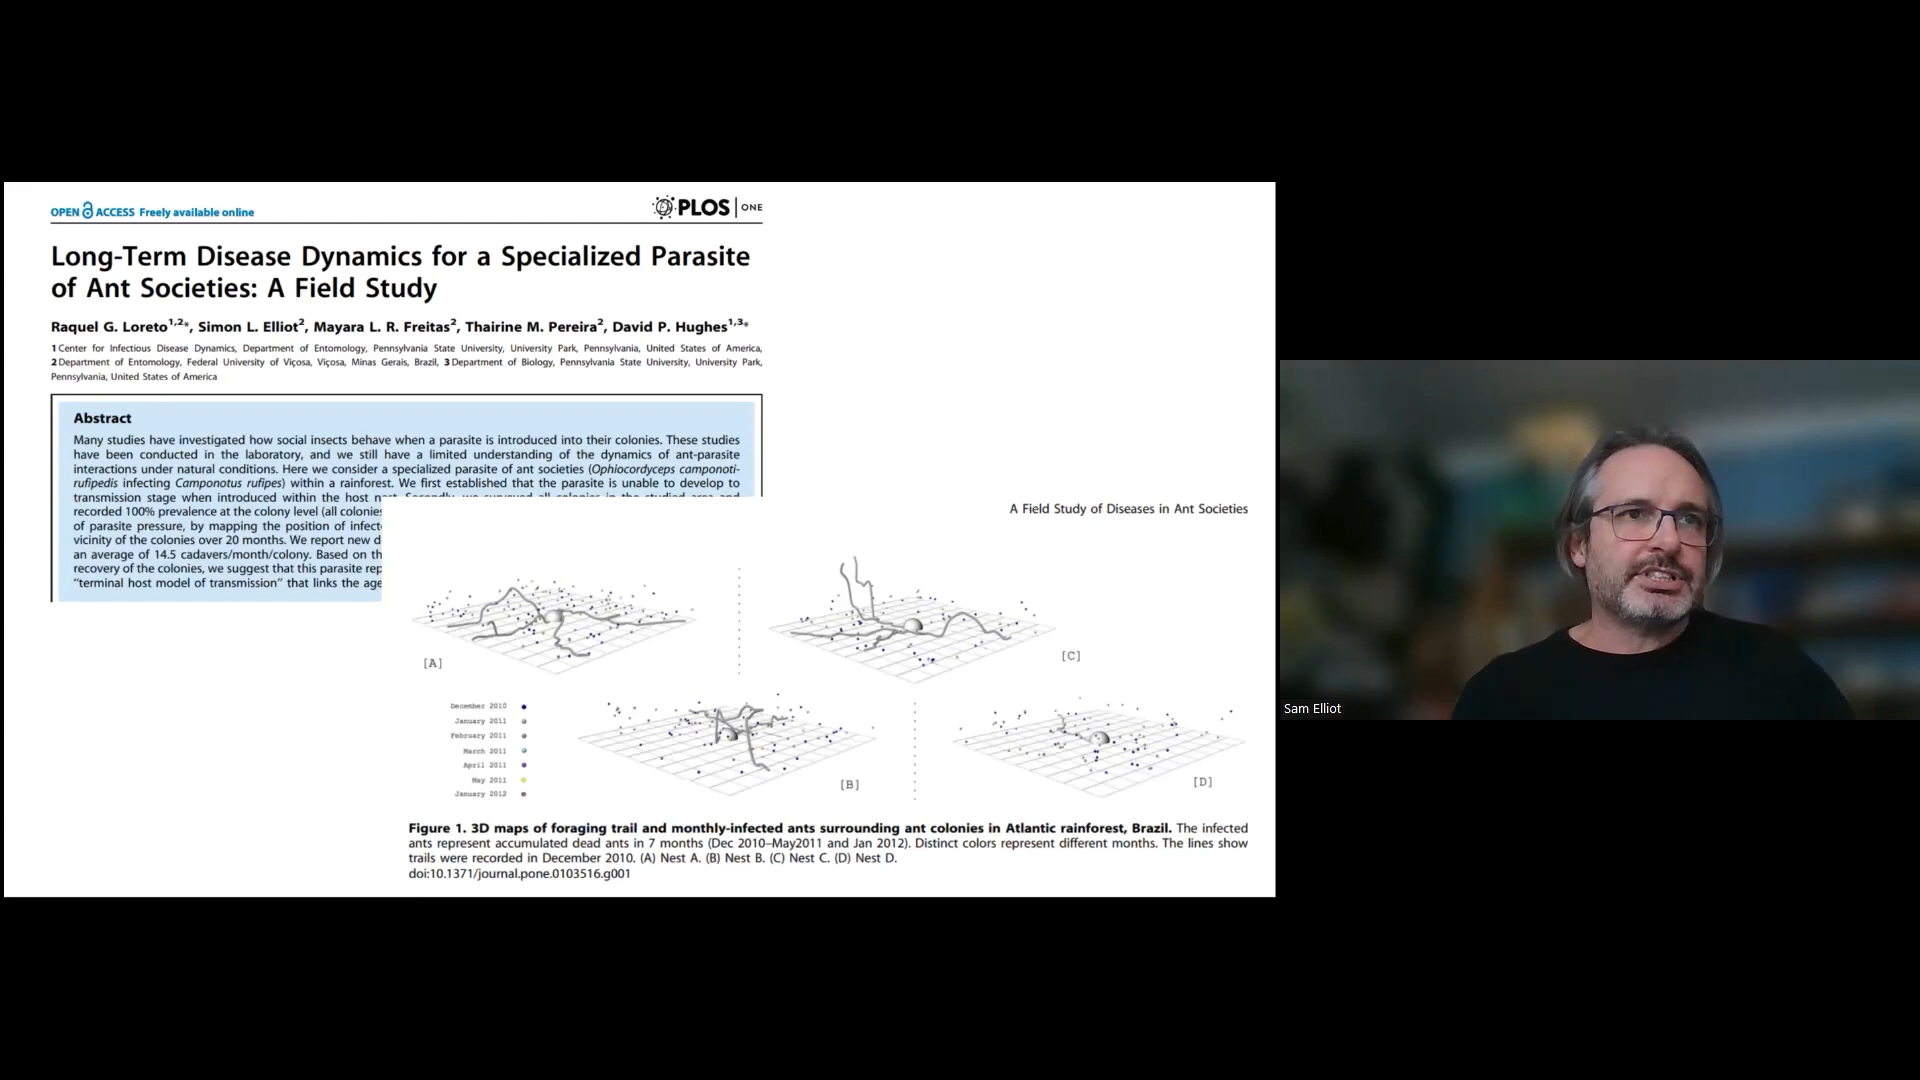 OPEN ACCESS Freely available online
PLOS ONE
Long-Term Disease Dynamics for a Specialized Parasite
of Ant Societies: A Field Study
Raquel G. Loreto1,2*, Simon L. Elliot2, Mayara L. R. Freitas2, Thairine M. Pereira2, David P. Hughes1,3*
1 Center for Infectious Disease Dynamics, Department of Entomology, Pennsylvania State University, University Park, Pennsylvania, United States of America,
2 Department of Entomology, Federal University of Viçosa, Viçosa, Minas Gerais, Brazil, 3 Department of Biology, Pennsylvania State University, University Park,
Pennsylvania, United States of America
Abstract
Many studies have investigated how social insects behave when a parasite is introduced into their colonies. These studies
have been conducted in the laboratory, and we still have a limited understanding of the dynamics of ant-parasite
interactions under natural conditions. Here we consider a specialized parasite of ant societies (Ophiocordyceps camponoti-
rufipedis infecting Camponotus rufipes) within a rainforest. We first established that the parasite is unable to develop to
transmission stage when introduced within the host
recorded 100% prevalence at the colony level (all colonies
of parasite pressure, by mapping the position of infect
vicinity of the colonies over 20 months. We report new d
an average of 14.5 cadavers/month/colony. Based on th
recovery of the colonies, we suggest that this parasite rep
"terminal host model of transmission" that links the age
A Field Study of Diseases in Ant Societies
[A]
[C]
December 2010
January 2011
February 2011
March 2011
April 2011
May 2011
January 2012
[B]
[D]
Figure 1. 3D maps of foraging trail and monthly-infected ants surrounding ant colonies in Atlantic rainforest, Brazil. The infected
ants represent accumulated dead ants in 7 months (Dec 2010–May2011 and Jan 2012). Distinct colors represent different months. The lines show
trails were recorded in December 2010. (A) Nest A. (B) Nest B. (C) Nest C. (D) Nest D.
doi:10.1371/journal.pone.0103516.g001
Sam Elliot